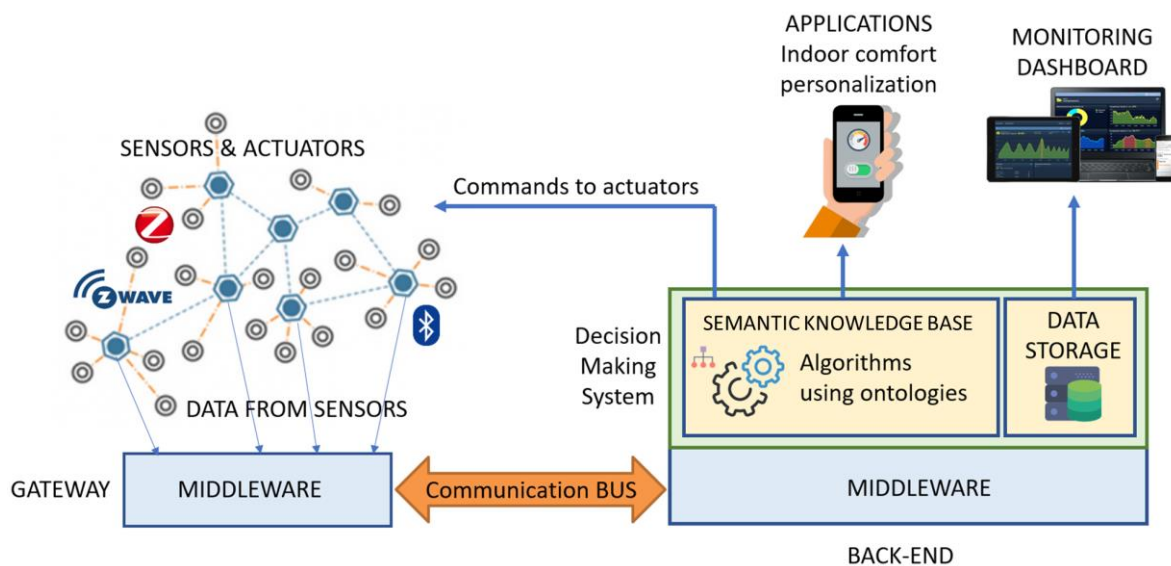 APPLICATIONS
Indoor comfort
personalization
MONITORING
DASHBOARD
SENSORS & ACTUATORS
Commands to actuators
Z
Z WAVE
Decision
Making
System
SEMANTIC KNOWLEDGE BASE
Algorithms
using ontologies
DATA
STORAGE
DATA FROM SENSORS
GATEWAY
MIDDLEWARE
Communication BUS
MIDDLEWARE
BACK-END